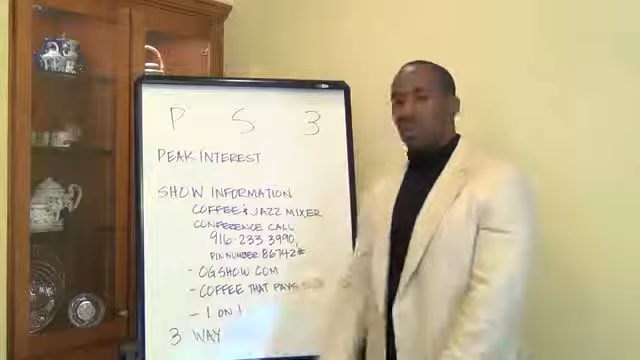 P S 3
PEAK INTEREST
SHOW INFORMATION
COFFEE & JAZZ MIXER
CONFERENCE CALL
916-233 3990,
PIN NUMBER: 86742#
- OGSHOW.COM
- COFFEE THAT PAYS
- 1 ON 1
3 WAY